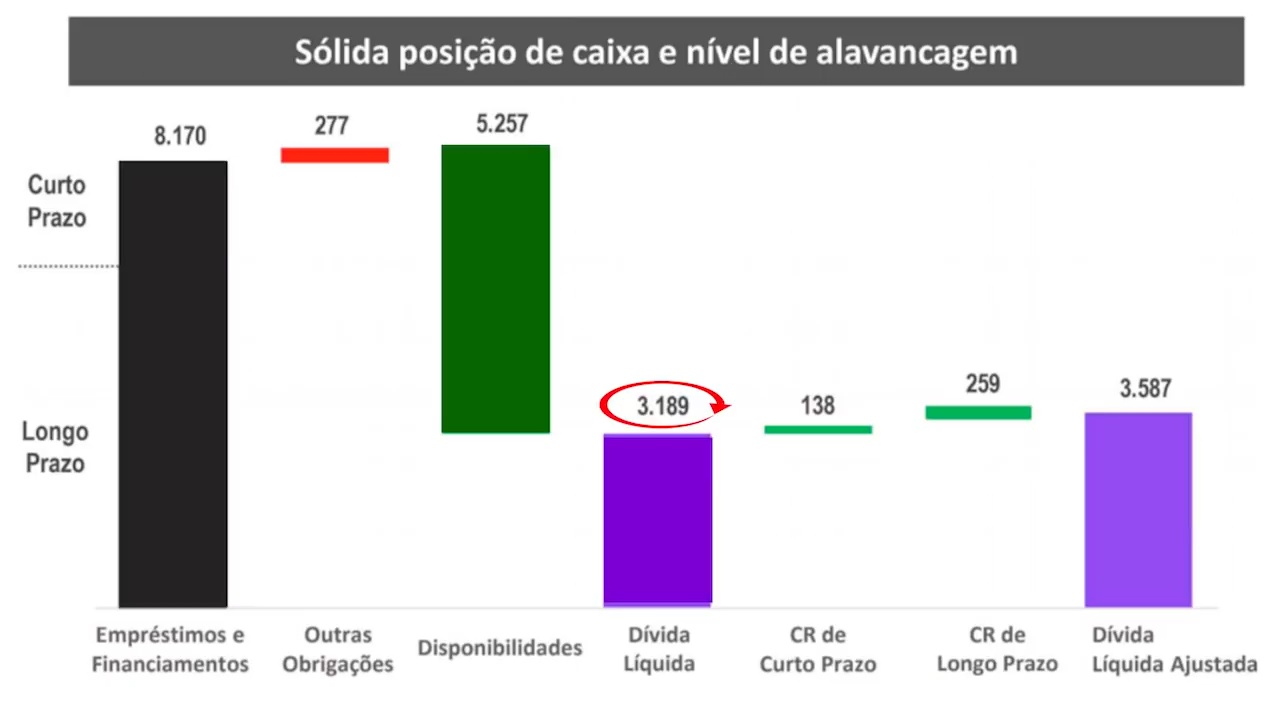 Sólida posição de caixa e nível de alavancagem
8.170
277
5.257
Curto
Prazo
Longo
Prazo
3.189
138
259
3.587
Empréstimos e
Financiamentos
Outras
Obrigações
Disponibilidades
Dívida
Líquida
CR de
Curto Prazo
CR de
Longo Prazo
Dívida
Líquida Ajustada